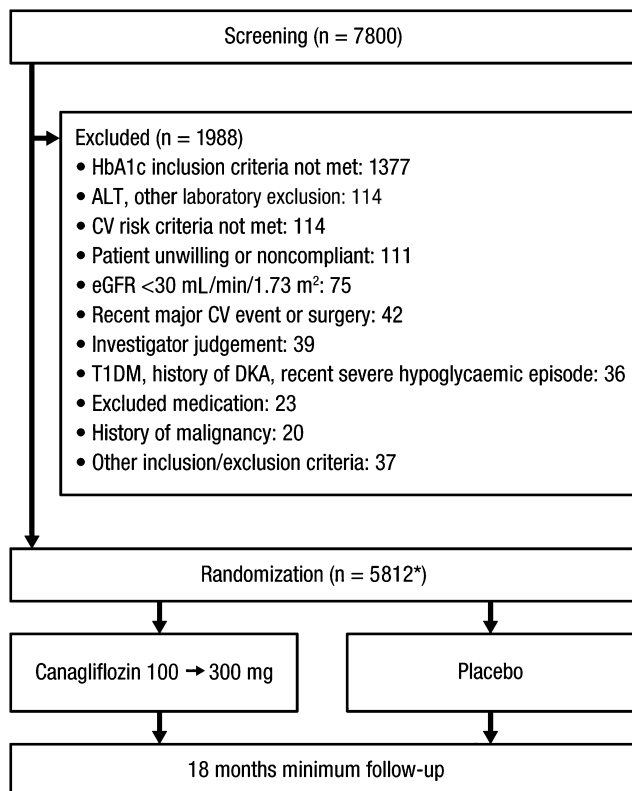 Screening (n = 7800)
Excluded (n = 1988)
• HbA1c inclusion criteria not met: 1377
• ALT, other laboratory exclusion: 114
• CV risk criteria not met: 114
• Patient unwilling or noncompliant: 111
• eGFR <30 mL/min/1.73 m²: 75
• Recent major CV event or surgery: 42
• Investigator judgement: 39
• T1DM, history of DKA, recent severe hypoglycaemic episode: 36
• Excluded medication: 23
• History of malignancy: 20
• Other inclusion/exclusion criteria: 37
Randomization (n = 5812*)
Canagliflozin 100 → 300 mg
Placebo
18 months minimum follow-up